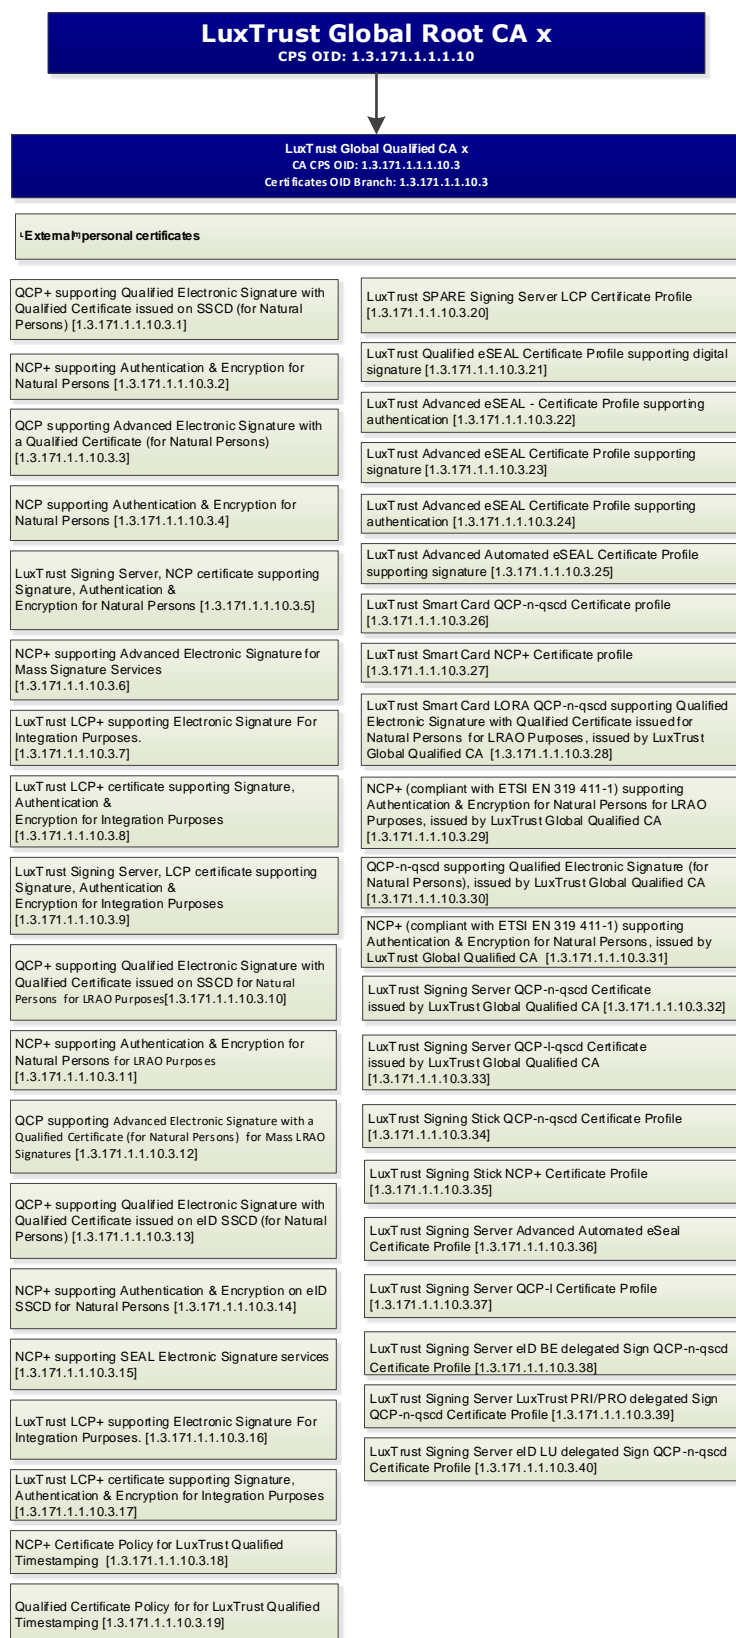 LuxTrust Global Root CA x
CPS OID: 1.3.171.1.1.1.10
LuxTrust Global Qualified CA x
CA CPS OID: 1.3.171.1.1.1.10.3
Certificates OID Branch: 1.3.171.1.1.10.3
External personal certificates
QCP+ supporting Qualified Electronic Signature with
Qualified Certificate issued on SSCD (for Natural
Persons) [1.3.171.1.1.10.3.1]
NCP+ supporting Authentication & Encryption for
Natural Persons [1.3.171.1.1.10.3.2]
QCP supporting Advanced Electronic Signature with
a Qualified Certificate (for Natural Persons)
[1.3.171.1.1.10.3.3]
NCP supporting Authentication & Encryption for
Natural Persons [1.3.171.1.1.10.3.4]
LuxTrust Signing Server, NCP certificate supporting
Signature, Authentication &
Encryption for Natural Persons [1.3.171.1.1.10.3.5]
NCP+ supporting Advanced Electronic Signature for
Mass Signature Services
[1.3.171.1.1.10.3.6]
LuxTrust LCP+ supporting Electronic Signature For
Integration Purposes.
[1.3.171.1.1.10.3.7]
LuxTrust LCP+ certificate supporting Signature,
Authentication &
Encryption for Integration Purposes
[1.3.171.1.1.10.3.8]
LuxTrust Signing Server, LCP certificate supporting
Signature, Authentication &
Encryption for Integration Purposes
[1.3.171.1.1.10.3.9]
QCP+ supporting Qualified Electronic Signature with
Qualified Certificate issued on SSCD for Natural
Persons for LRAO Purposes[1.3.171.1.1.10.3.10]
NCP+ supporting Authentication & Encryption for
Natural Persons for LRAO Purposes
[1.3.171.1.1.10.3.11]
QCP supporting Advanced Electronic Signature with a
Qualified Certificate (for Natural Persons) for Mass LRAO
Signatures [1.3.171.1.1.10.3.12]
QCP+ supporting Qualified Electronic Signature with
Qualified Certificate issued on eID SSCD (for Natural
Persons) [1.3.171.1.1.10.3.13]
NCP+ supporting Authentication & Encryption on eID
SSCD for Natural Persons [1.3.171.1.1.10.3.14]
NCP+ supporting SEAL Electronic Signature services
[1.3.171.1.1.10.3.15]
LuxTrust LCP+ supporting Electronic Signature For
Integration Purposes. [1.3.171.1.1.10.3.16]
LuxTrust LCP+ certificate supporting Signature,
Authentication & Encryption for Integration Purposes
[1.3.171.1.1.10.3.17]
NCP+ Certificate Policy for LuxTrust Qualified
Timestamping [1.3.171.1.1.10.3.18]
Qualified Certificate Policy for for LuxTrust Qualified
Timestamping [1.3.171.1.1.10.3.19]
LuxTrust SPARE Signing Server LCP Certificate Profile
[1.3.171.1.1.10.3.20]
LuxTrust Qualified eSEAL Certificate Profile supporting digital
signature [1.3.171.1.1.10.3.21]
LuxTrust Advanced eSEAL - Certificate Profile supporting
authentication [1.3.171.1.1.10.3.22]
LuxTrust Advanced eSEAL Certificate Profile supporting
signature [1.3.171.1.1.10.3.23]
LuxTrust Advanced eSEAL Certificate Profile supporting
authentication [1.3.171.1.1.10.3.24]
LuxTrust Advanced Automated eSEAL Certificate Profile
supporting signature [1.3.171.1.1.10.3.25]
LuxTrust Smart Card QCP-n-qscd Certificate profile
[1.3.171.1.1.10.3.26]
LuxTrust Smart Card NCP+ Certificate profile
[1.3.171.1.1.10.3.27]
LuxTrust Smart Card LORA QCP-n-qscd supporting Qualified
Electronic Signature with Qualified Certificate issued for
Natural Persons for LRAO Purposes, issued by LuxTrust
Global Qualified CA [1.3.171.1.1.10.3.28]
NCP+ (compliant with ETSI EN 319 411-1) supporting
Authentication & Encryption for Natural Persons for LRAO
Purposes, issued by LuxTrust Global Qualified CA
[1.3.171.1.1.10.3.29]
QCP-n-qscd supporting Qualified Electronic Signature (for
Natural Persons), issued by LuxTrust Global Qualified CA
[1.3.171.1.1.10.3.30]
NCP+ (compliant with ETSI EN 319 411-1) supporting
Authentication & Encryption for Natural Persons, issued by
LuxTrust Global Qualified CA [1.3.171.1.1.10.3.31]
LuxTrust Signing Server QCP-n-qscd Certificate
issued by LuxTrust Global Qualified CA [1.3.171.1.1.10.3.32]
LuxTrust Signing Server QCP-l-qscd Certificate
issued by LuxTrust Global Qualified CA
[1.3.171.1.1.10.3.33]
LuxTrust Signing Stick QCP-n-qscd Certificate Profile
[1.3.171.1.1.10.3.34]
LuxTrust Signing Stick NCP+ Certificate Profile
[1.3.171.1.1.10.3.35]
LuxTrust Signing Server Advanced Automated eSeal
Certificate Profile [1.3.171.1.1.10.3.36]
LuxTrust Signing Server QCP-l Certificate Profile
[1.3.171.1.1.10.3.37]
LuxTrust Signing Server eID BE delegated Sign QCP-n-qscd
Certificate Profile [1.3.171.1.1.10.3.38]
LuxTrust Signing Server LuxTrust PRI/PRO delegated Sign
QCP-n-qscd Certificate Profile [1.3.171.1.1.10.3.39]
LuxTrust Signing Server eID LU delegated Sign QCP-n-qscd
Certificate Profile [1.3.171.1.1.10.3.40]